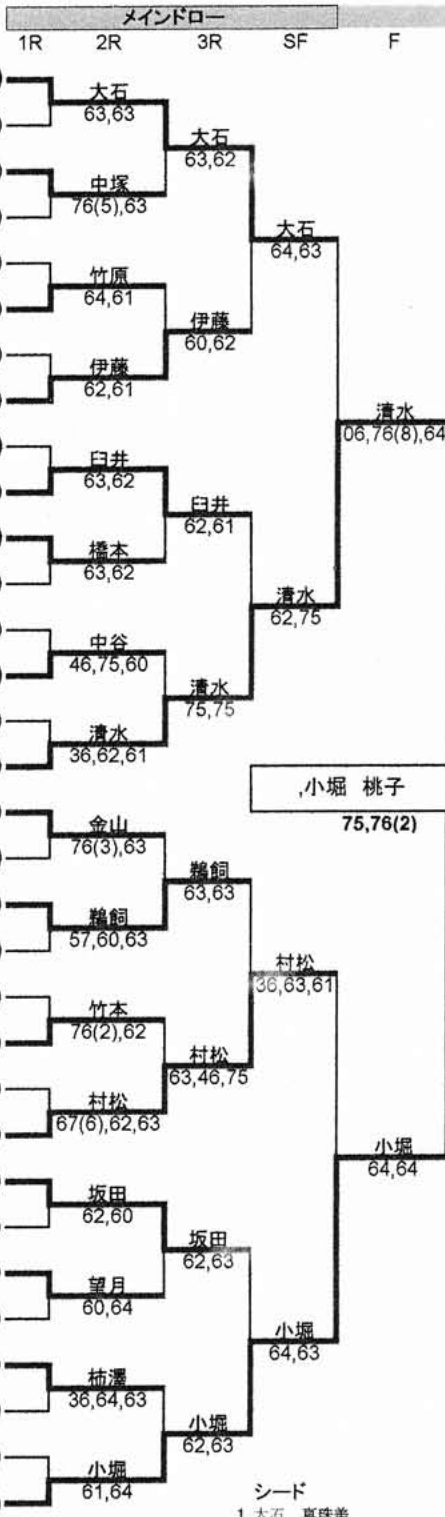 メインドロー
1R 2R 3R SF F
大石
63,63
大石
63,62
中塚
76(5),63
大石
64,63
竹原
64,61
伊藤
60,62
伊藤
62,61
清水
06,76(8),64
臼井
63,62
臼井
62,61
橋本
63,62
清水
62,75
中谷
46,75,60
清水
75,75
清水
36,62,61
,小堀 桃子
75,76(2)
金山
76(3),63
鵜飼
63,63
鵜飼
57,60,63
村松
36,63,61
竹本
76(2),62
村松
63,46,75
村松
67(6),62,63
小堀
64,64
坂田
62,60
坂田
62,63
望月
60,64
小堀
64,63
柿澤
36,64,63
小堀
62,63
小堀
61,64
シード
1 大石